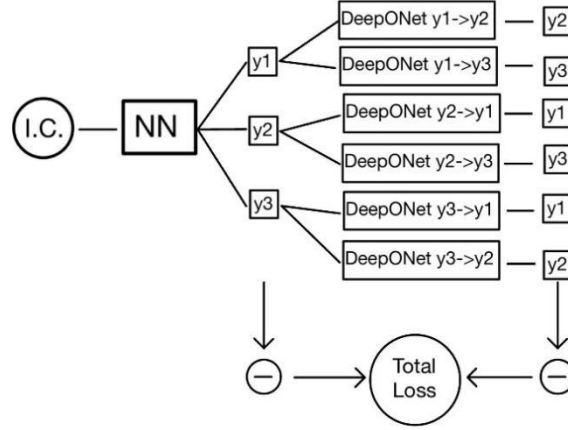 DeepONet y1->y2
y2
y1
DeepONet y1->y3
y3
I.C.
NN
y2
DeepONet y2->y1
y1
DeepONet y2->y3
y3
y3
DeepONet y3->y1
y1
DeepONet y3->y2
y2
−
Total
Loss
−